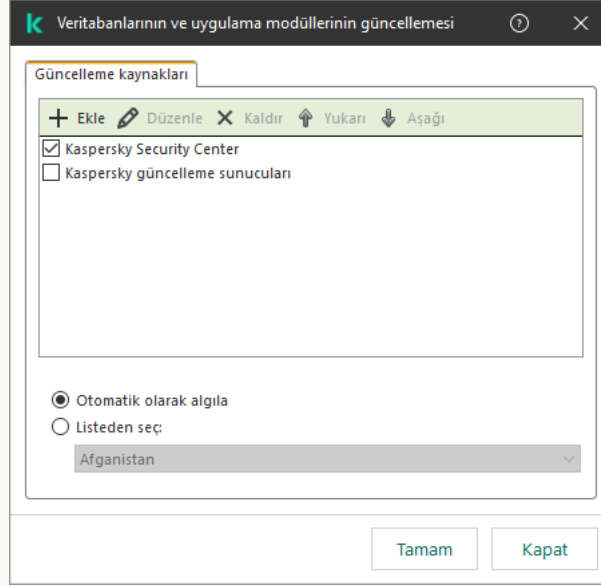 Veritabanlarının ve uygulama modüllerinin güncellemesi
Güncelleme kaynakları
Ekle Düzenle Kaldır Yukarı Aşağı
Kaspersky Security Center
Kaspersky güncelleme sunucuları
Otomatik olarak algıla
Listeden seç:
Afganistan
Tamam Kapat